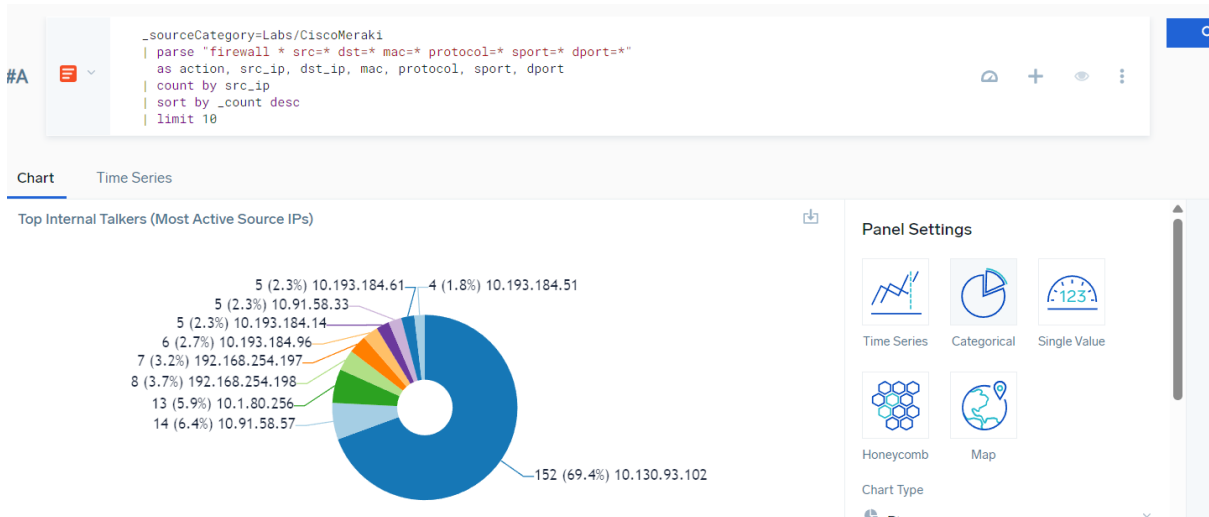 #A
_sourceCategory=Labs/CiscoMeraki
| parse "firewall * src=* dst=* mac=* protocol=* sport=* dport=*"
as action, src_ip, dst_ip, mac, protocol, sport, dport
| count by src_ip
| sort by _count desc
| limit 10
Chart
Time Series
Top Internal Talkers (Most Active Source IPs)
5 (2.3%) 10.193.184.61
4 (1.8%) 10.193.184.51
5 (2.3%) 10.91.58.33
5 (2.3%) 10.193.184.14
6 (2.7%) 10.193.184.96
7 (3.2%) 192.168.254.197
8 (3.7%) 192.168.254.198
13 (5.9%) 10.1.80.256
14 (6.4%) 10.91.58.57
152 (69.4%) 10.130.93.102
Panel Settings
123
Time Series
Categorical
Single Value
Honeycomb
Map
Chart Type